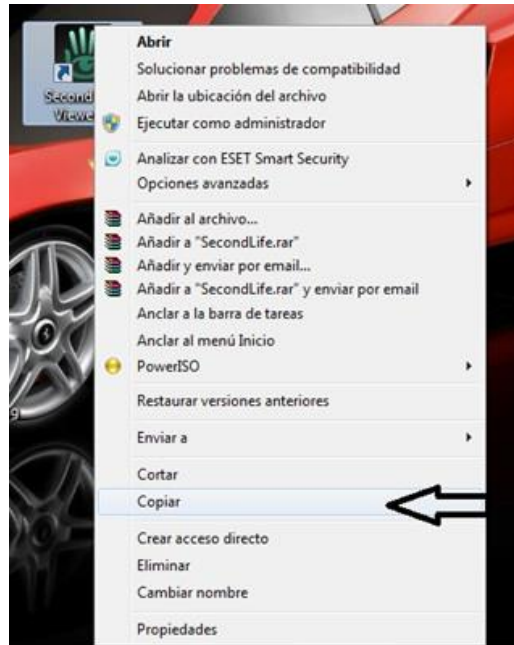 Second
Viewe
Abrir
Solucionar problemas de compatibilidad
Abrir la ubicación del archivo
Ejecutar como administrador
Analizar con ESET Smart Security
Opciones avanzadas
Añadir al archivo...
Añadir a "SecondLife.rar"
Añadir y enviar por email...
Añadir a "SecondLife.rar" y enviar por email
Anclar a la barra de tareas
Anclar al menú Inicio
PowerISO
Restaurar versiones anteriores
Enviar a
Cortar
Copiar
Crear acceso directo
Eliminar
Cambiar nombre
Propiedades